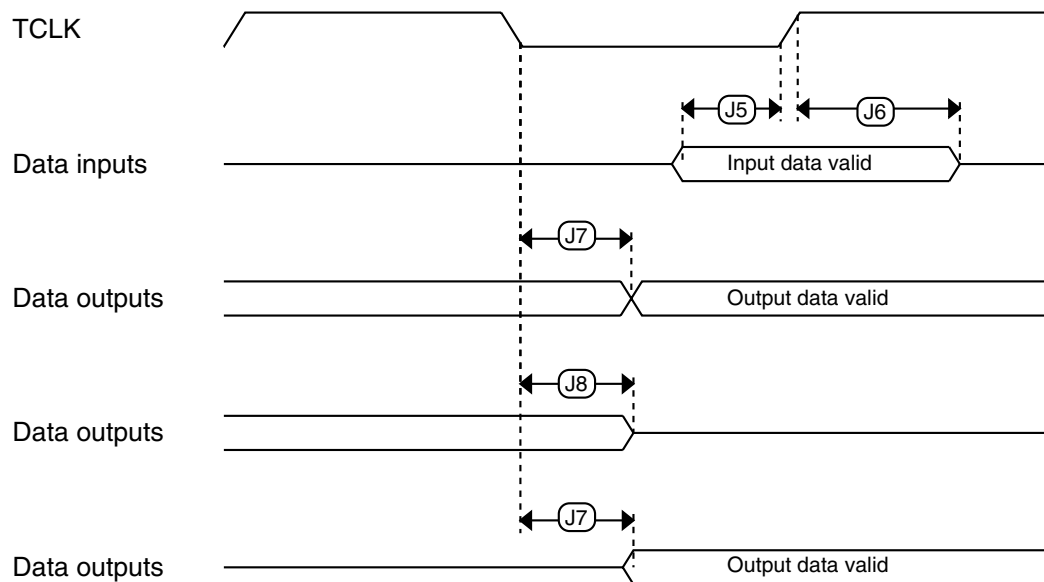 TCLK
J5
J6
Data inputs
Input data valid
J7
Data outputs
Output data valid
J8
Data outputs
J7
Data outputs
Output data valid